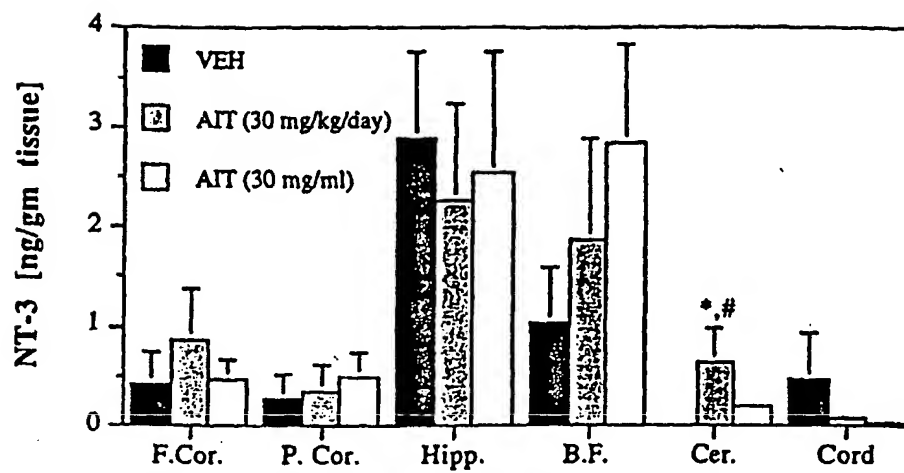 NT-3 [ng/gm tissue]
4
3
2
1
0
VEH
AIT (30 mg/kg/day)
AIT (30 mg/ml)
*,#
F.Cor.
P. Cor.
Hipp.
B.F.
Cer.
Cord